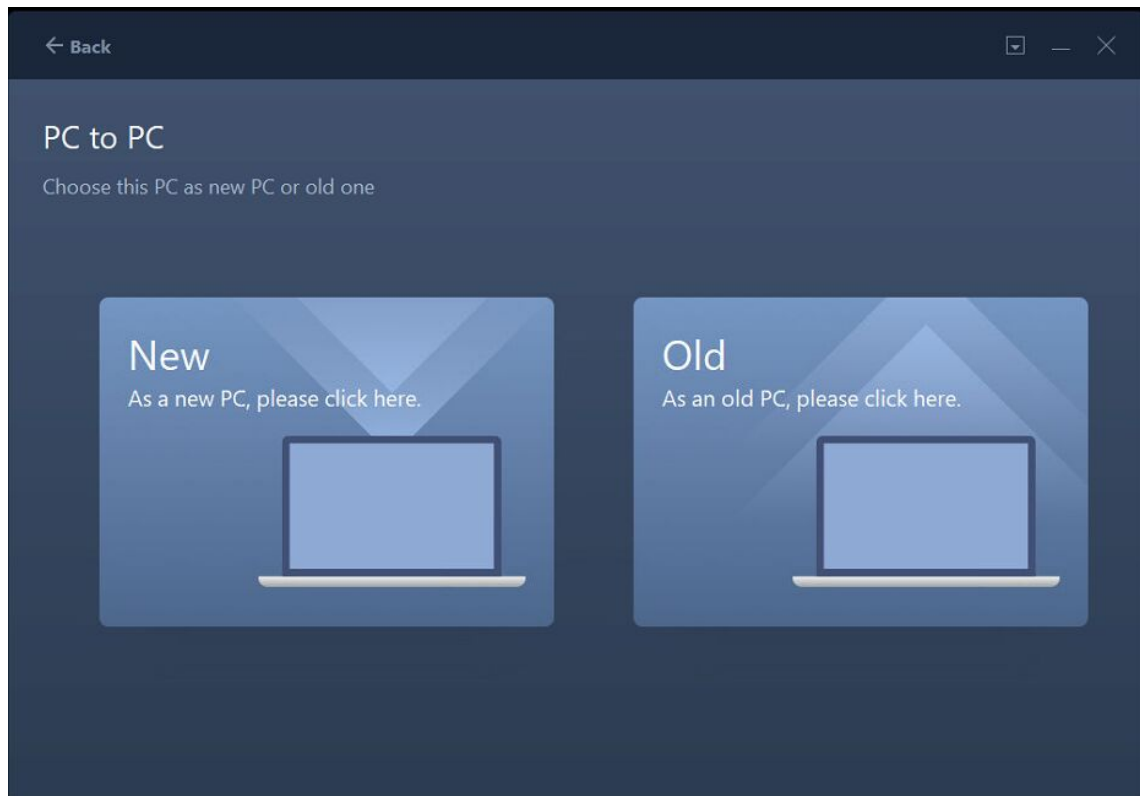 Back
PC to PC
Choose this PC as new PC or old one
New
As a new PC, please click here.
Old
As an old PC, please click here.